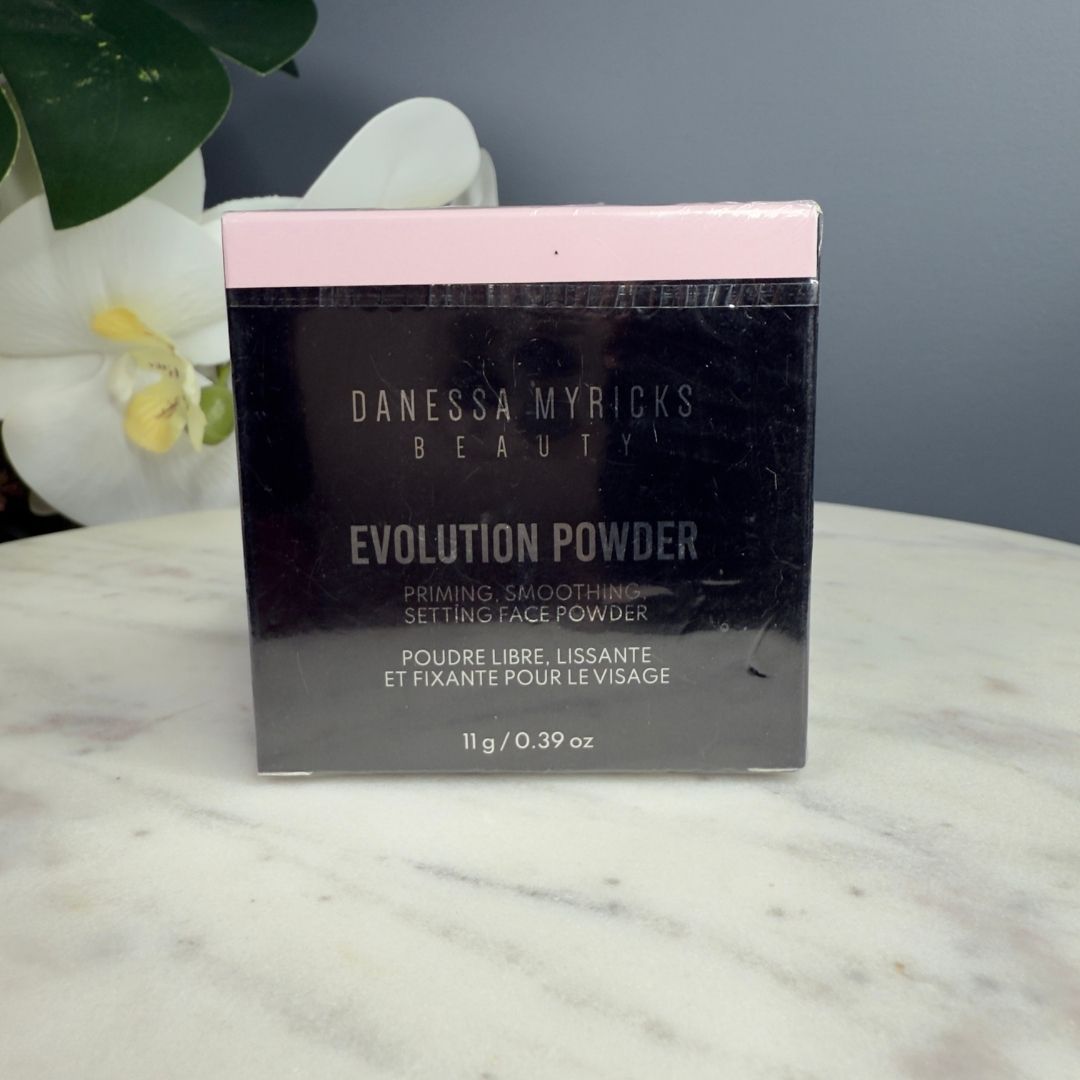 DANESSA MYRICKS
BEAUTY
EVOLUTION POWDER
PRIMING, SMOOTHING,
SETTING FACE POWDER
POUDRE LIBRE, LISSANTE
ET FIXANTE POUR LE VISAGE
11 g / 0.39 oz